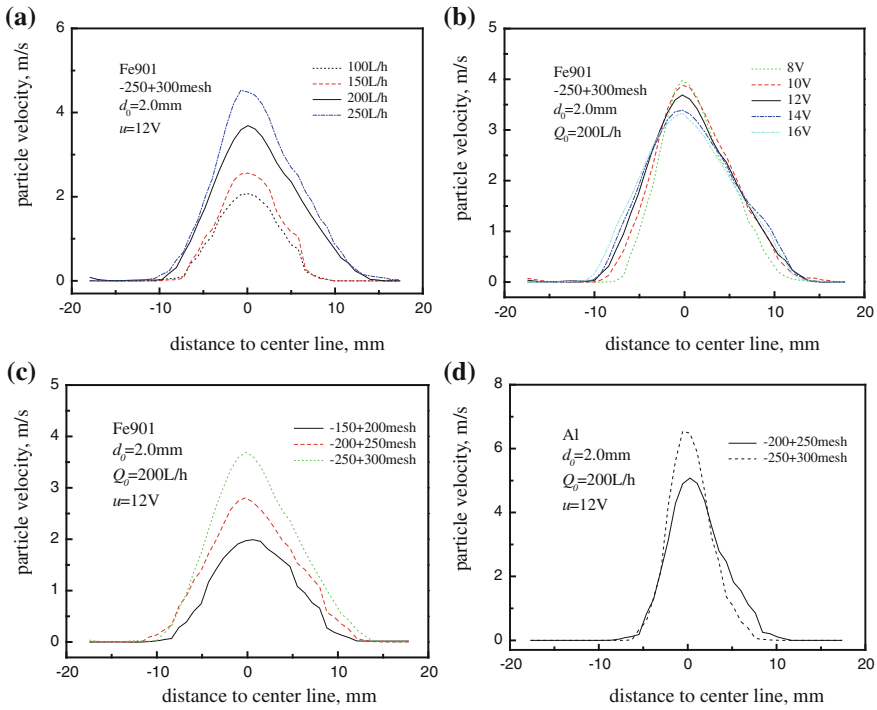 (a)
particle velocity, m/s
6
4
2
0
Fe901
-250+300mesh
d0=2.0mm
u=12V
100L/h
150L/h
200L/h
250L/h
-20 -10 0 10 20
distance to center line, mm
(b)
particle velocity, m/s
5
4
3
2
1
0
Fe901
-250+300mesh
d0=2.0mm
Q0=200L/h
8V
10V
12V
14V
16V
-20 -10 0 10 20
distance to center line, mm
(c)
particle velocity, m/s
5
4
3
2
1
0
Fe901
d0=2.0mm
Q0=200L/h
u=12V
-150+200mesh
-200+250mesh
-250+300mesh
-20 -10 0 10 20
distance to center line, mm
(d)
particle velocity, m/s
8
6
4
2
0
Al
d0=2.0mm
Q0=200L/h
u=12V
-200+250mesh
-250+300mesh
-20 -10 0 10 20
distance to center line, mm